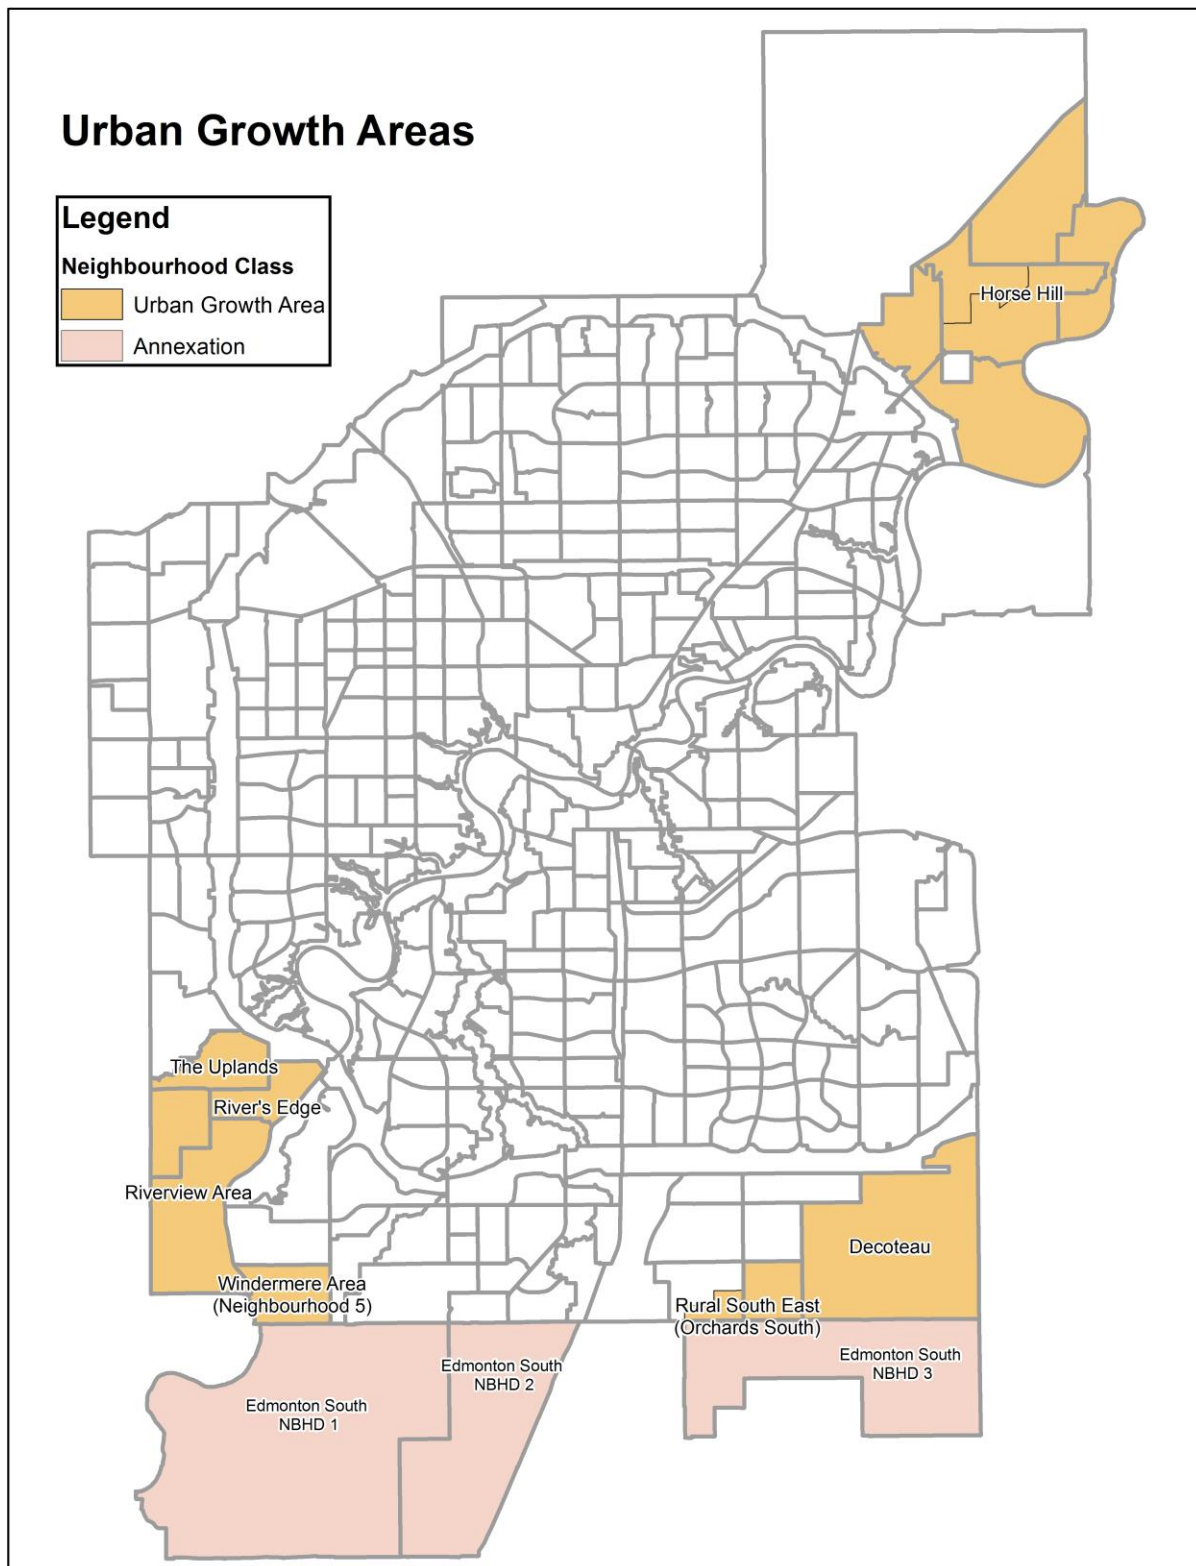 Urban Growth Areas
Legend
Neighbourhood Class
Urban Growth Area
Annexation
Horse Hill
The Uplands
River's Edge
Riverview Area
Windermere Area
(Neighbourhood 5)
Decoteau
Rural South East
(Orchards South)
Edmonton South
NBHD 1
Edmonton South
NBHD 2
Edmonton South
NBHD 3